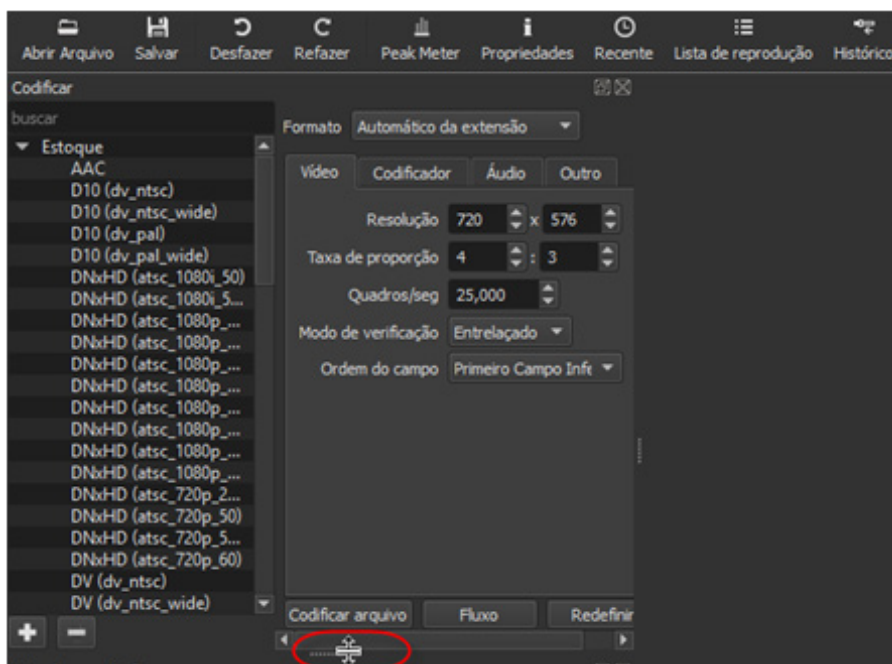 Abrir Arquivo Salvar Desfazer Refazer Peak Meter Propriedades Recente Lista de reprodução Histórico
Codificar
buscar
Estoque
AAC
D10 (dv_ntsc)
D10 (dv_ntsc_wide)
D10 (dv_pal)
D10 (dv_pal_wide)
DNxHD (atsc_1080i_50)
DNxHD (atsc_1080i_5...
DNxHD (atsc_1080p_...
DNxHD (atsc_1080p_...
DNxHD (atsc_1080p_...
DNxHD (atsc_1080p_...
DNxHD (atsc_1080p_...
DNxHD (atsc_1080p_...
DNxHD (atsc_1080p_...
DNxHD (atsc_1080p_...
DNxHD (atsc_720p_2...
DNxHD (atsc_720p_50)
DNxHD (atsc_720p_5...
DNxHD (atsc_720p_60)
DV (dv_ntsc)
DV (dv_ntsc_wide)
Formato Automático da extensão
Vídeo Codificador Áudio Outro
Resolução 720 x 576
Taxa de proporção 4 : 3
Quadros/seg 25,000
Modo de verificação Entrelaçado
Ordem do campo Primeiro Campo Infe
Codificar arquivo Fluxo Redefinir